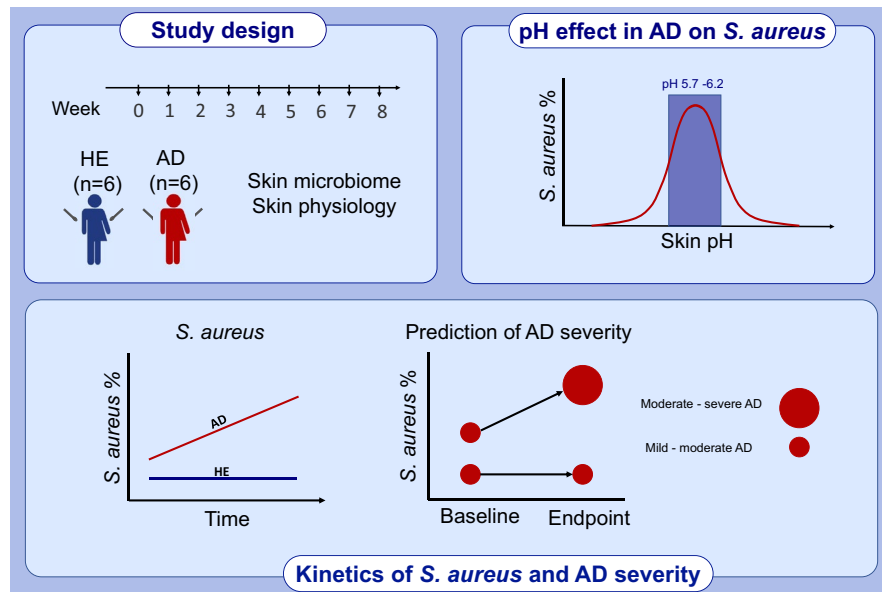 Study design
Week
0 1 2 3 4 5 6 7 8
HE
(n=6)
AD
(n=6)
Skin microbiome
Skin physiology
pH effect in AD on S. aureus
pH 5.7 -6.2
S. aureus %
Skin pH
S. aureus
S. aureus %
AD
HE
Time
Prediction of AD severity
S. aureus %
Baseline
Endpoint
Moderate - severe AD
Mild - moderate AD
Kinetics of S. aureus and AD severity